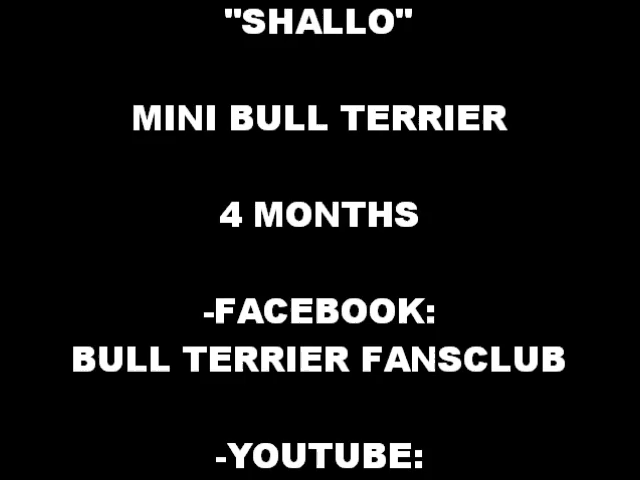 "SHALLO"
MINI BULL TERRIER
4 MONTHS
-FACEBOOK:
BULL TERRIER FANSCLUB
-YOUTUBE: